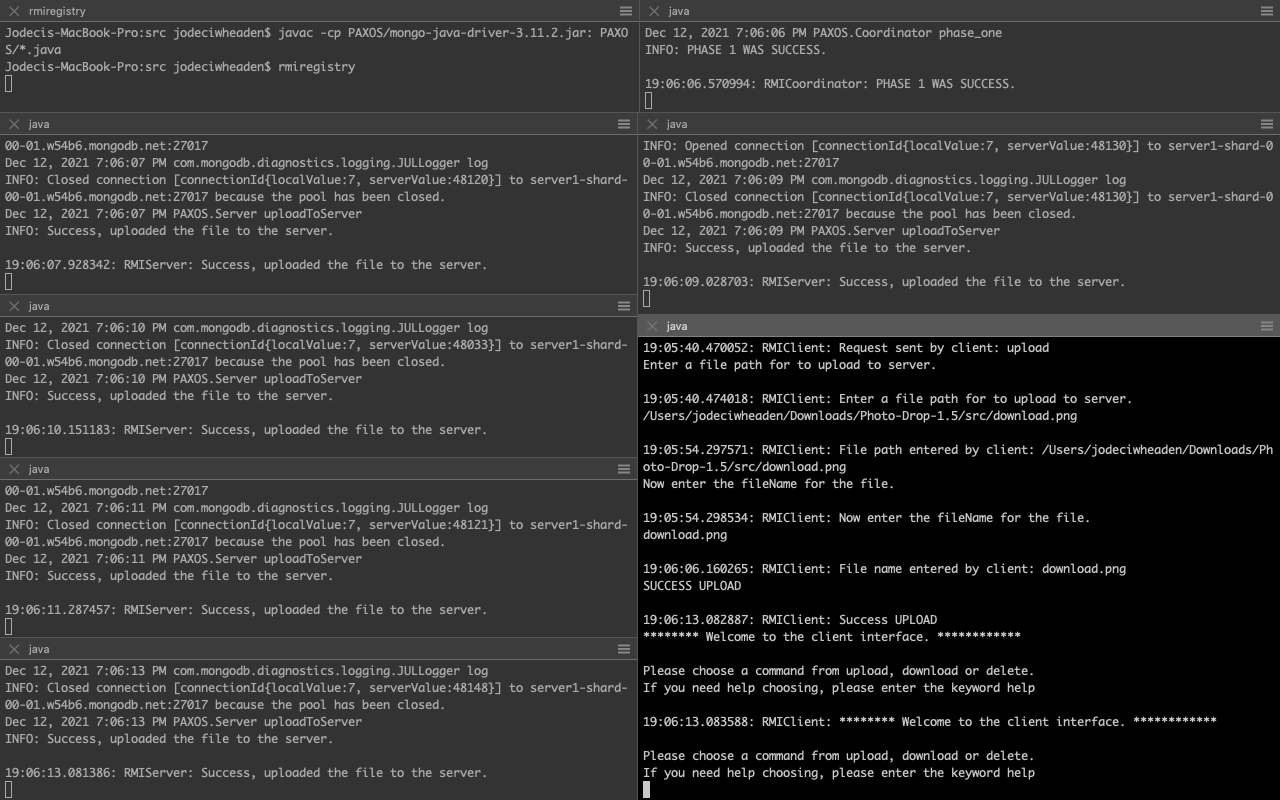 rmiregistry
Jodecis-MacBook-Pro:src jodeciwheaden$ javac -cp PAXOS/mongo-java-driver-3.11.2.jar: PAXO
S/*.java
Jodecis-MacBook-Pro:src jodeciwheaden$ rmiregistry
java
Dec 12, 2021 7:06:06 PM PAXOS.Coordinator phase_one
INFO: PHASE 1 WAS SUCCESS.
19:06:06.570994: RMICoordinator: PHASE 1 WAS SUCCESS.
java
00-01.w54b6.mongodb.net:27017
Dec 12, 2021 7:06:07 PM com.mongodb.diagnostics.logging.JULLogger log
INFO: Closed connection [connectionId{localValue:7, serverValue:48120}] to server1-shard-
00-01.w54b6.mongodb.net:27017 because the pool has been closed.
Dec 12, 2021 7:06:07 PM PAXOS.Server uploadToServer
INFO: Success, uploaded the file to the server.
19:06:07.928342: RMIServer: Success, uploaded the file to the server.
java
INFO: Opened connection [connectionId{localValue:7, serverValue:48130}] to server1-shard-0
0-01.w54b6.mongodb.net:27017
Dec 12, 2021 7:06:09 PM com.mongodb.diagnostics.logging.JULLogger log
INFO: Closed connection [connectionId{localValue:7, serverValue:48130}] to server1-shard-0
0-01.w54b6.mongodb.net:27017 because the pool has been closed.
Dec 12, 2021 7:06:09 PM PAXOS.Server uploadToServer
INFO: Success, uploaded the file to the server.
19:06:09.028703: RMIServer: Success, uploaded the file to the server.
java
Dec 12, 2021 7:06:10 PM com.mongodb.diagnostics.logging.JULLogger log
INFO: Closed connection [connectionId{localValue:7, serverValue:48033}] to server1-shard-
00-01.w54b6.mongodb.net:27017 because the pool has been closed.
Dec 12, 2021 7:06:10 PM PAXOS.Server uploadToServer
INFO: Success, uploaded the file to the server.
19:06:10.151183: RMIServer: Success, uploaded the file to the server.
java
00-01.w54b6.mongodb.net:27017
Dec 12, 2021 7:06:11 PM com.mongodb.diagnostics.logging.JULLogger log
INFO: Closed connection [connectionId{localValue:7, serverValue:48121}] to server1-shard-
00-01.w54b6.mongodb.net:27017 because the pool has been closed.
Dec 12, 2021 7:06:11 PM PAXOS.Server uploadToServer
INFO: Success, uploaded the file to the server.
19:06:11.287457: RMIServer: Success, uploaded the file to the server.
java
Dec 12, 2021 7:06:13 PM com.mongodb.diagnostics.logging.JULLogger log
INFO: Closed connection [connectionId{localValue:7, serverValue:48148}] to server1-shard-
00-01.w54b6.mongodb.net:27017 because the pool has been closed.
Dec 12, 2021 7:06:13 PM PAXOS.Server uploadToServer
INFO: Success, uploaded the file to the server.
19:06:13.081386: RMIServer: Success, uploaded the file to the server.
java
19:05:40.470052: RMIClient: Request sent by client: upload
Enter a file path for to upload to server.
19:05:40.474018: RMIClient: Enter a file path for to upload to server.
/Users/jodeciwheaden/Downloads/Photo-Drop-1.5/src/download.png
19:05:54.297571: RMIClient: File path entered by client: /Users/jodeciwheaden/Downloads/Ph
oto-Drop-1.5/src/download.png
Now enter the fileName for the file.
19:05:54.298534: RMIClient: Now enter the fileName for the file.
download.png
19:06:06.160265: RMIClient: File name entered by client: download.png
SUCCESS UPLOAD
19:06:13.082887: RMIClient: Success UPLOAD
******** Welcome to the client interface. ************
Please choose a command from upload, download or delete.
If you need help choosing, please enter the keyword help
19:06:13.083588: RMIClient: ******** Welcome to the client interface. ************
Please choose a command from upload, download or delete.
If you need help choosing, please enter the keyword help